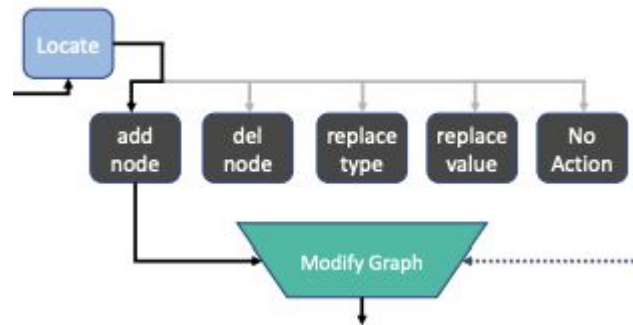 Locate
add
node
del
node
replace
type
replace
value
No
Action
Modify Graph